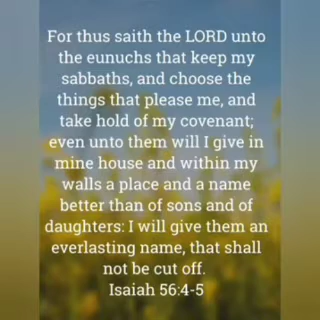 For thus saith the LORD unto
the eunuchs that keep my
sabbaths, and choose the
things that please me, and
take hold of my covenant;
even unto them will I give in
mine house and within my
walls a place and a name
better than of sons and of
daughters: I will give them an
everlasting name, that shall
not be cut off.
Isaiah 56:4-5